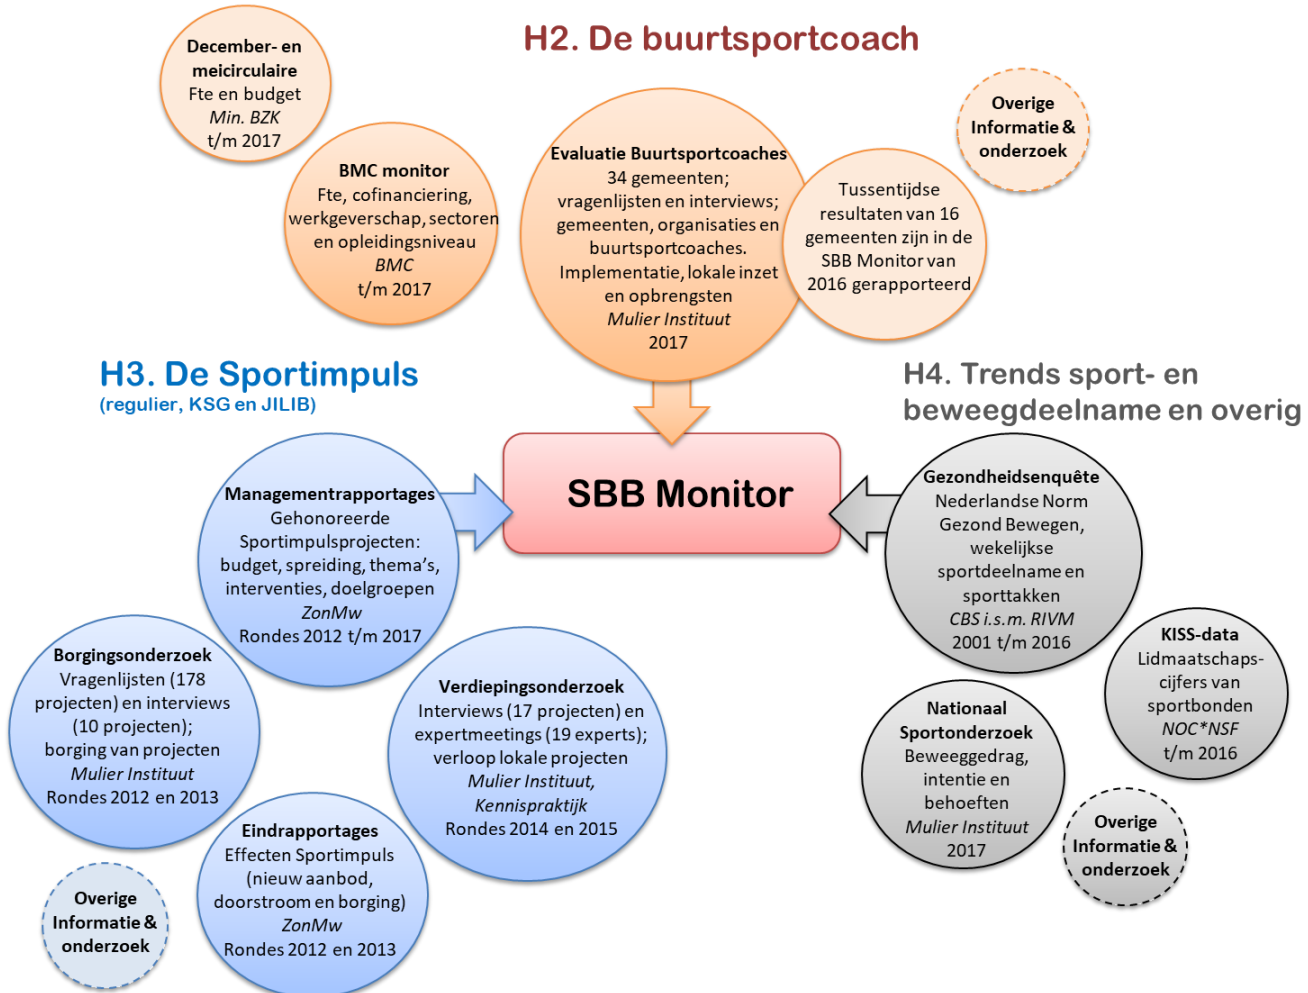 H2. De buurtsportcoach
December- en
meicirculaire
Fte en budget
Min. BZK
t/m 2017
BMC monitor
Fte, cofinanciering,
werkgeverschap, sectoren
en opleidingsniveau
BMC
t/m 2017
Evaluatie Buurtsportcoaches
34 gemeenten;
vragenlijsten en interviews;
gemeenten, organisaties en
buurtsportcoaches.
Implementatie, lokale inzet
en opbrengsten
Mulier Instituut
2017
Tussentijdse
resultaten van 16
gemeenten zijn in de
SBB Monitor van
2016 gerapporteerd
Overige
Informatie &
onderzoek
H3. De Sportimpuls
(regulier, KSG en JILIB)
Managementrapportages
Gehonoreerde
Sportimpulsprojecten:
budget, spreiding, thema's,
interventies, doelgroepen
ZonMw
Rondes 2012 t/m 2017
Borgingsonderzoek
Vragenlijsten (178
projecten) en interviews
(10 projecten);
borging van projecten
Mulier Instituut
Rondes 2012 en 2013
Verdiepingsonderzoek
Interviews (17 projecten) en
expertmeetings (19 experts);
verloop lokale projecten
Mulier Instituut,
Kennispraktijk
Rondes 2014 en 2015
Eindrapportages
Effecten Sportimpuls
(nieuw aanbod,
doorstroom en borging)
ZonMw
Rondes 2012 en 2013
Overige
Informatie &
onderzoek
SBB Monitor
H4. Trends sport- en
beweegdeelname en overig
Gezondheidsenquête
Nederlandse Norm
Gezond Bewegen,
wekelijkse
sportdeelname en
sporttakken
CBS i.s.m. RIVM
2001 t/m 2016
KISS-data
Lidmaatschaps-
cijfers van
sportbonden
NOC*NSF
t/m 2016
Nationaal
Sportonderzoek
Beweeggedrag,
intentie en
behoeften
Mulier Instituut
2017
Overige
Informatie &
onderzoek